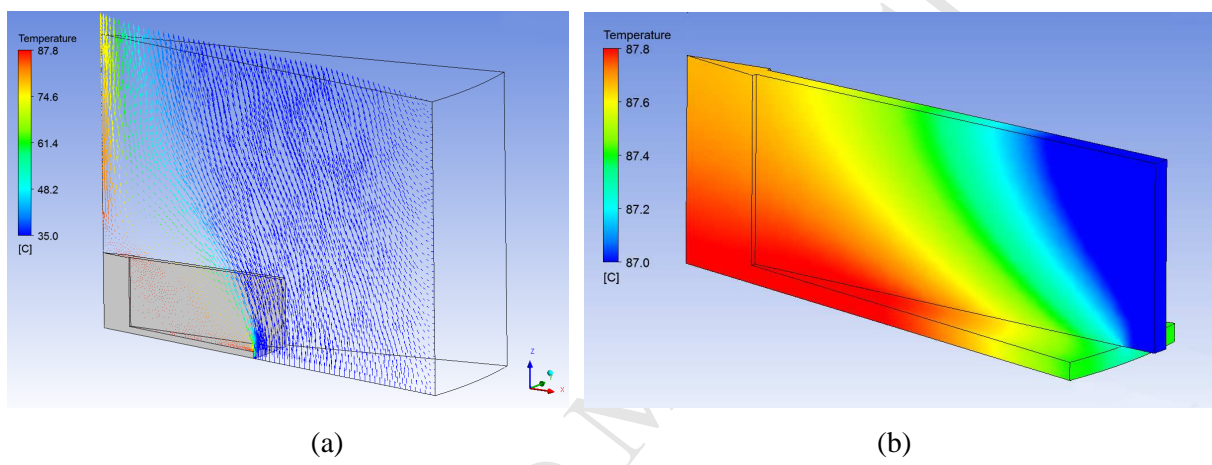 Temperature
87.8
74.6
61.4
48.2
35.0
[C]
z
x
Temperature
87.8
87.6
87.4
87.2
87.0
[C]
(a)
(b)